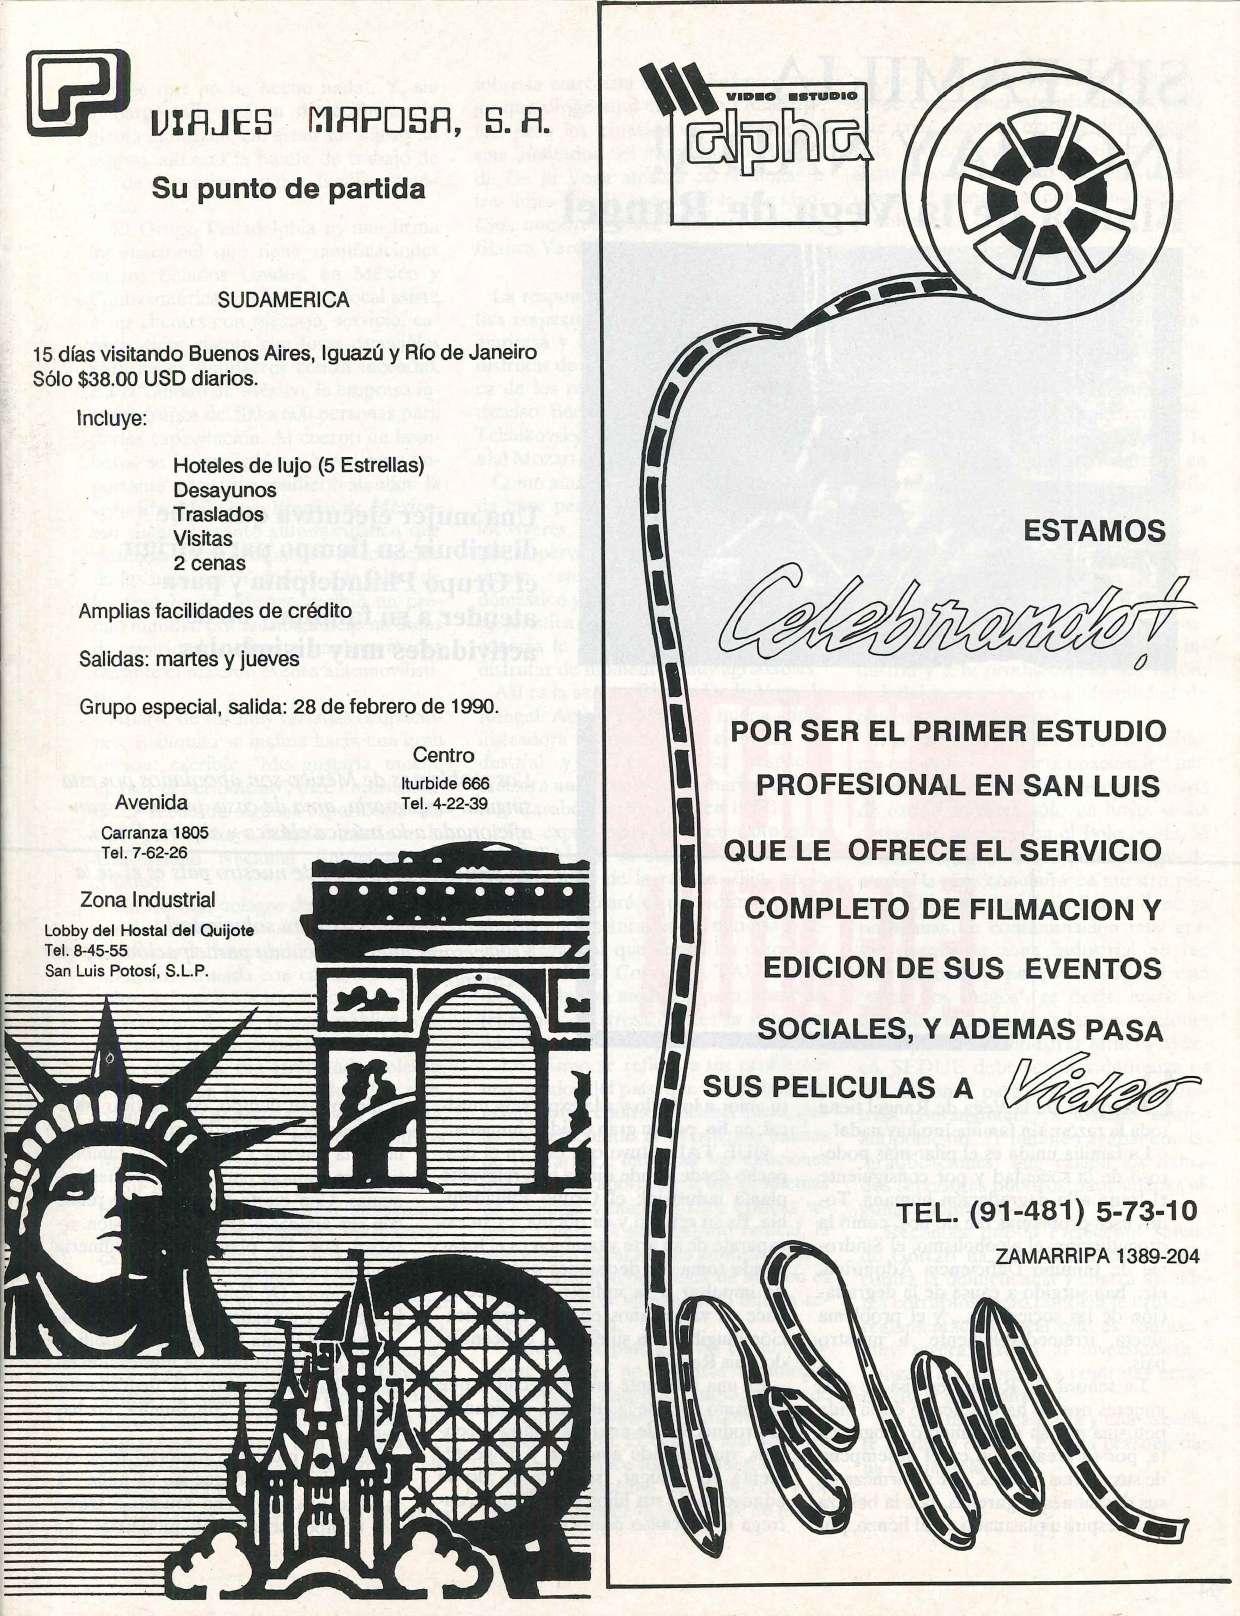 VIAJES MAPOSA, S. A.
Su punto de partida
SUDAMERICA
15 días visitando Buenos Aires, Iguazú y Río de Janeiro
Sólo $38.00 USD diarios.
Incluye:
Hoteles de lujo (5 Estrellas)
Desayunos
Traslados
Visitas
2 cenas
Amplias facilidades de crédito
Salidas: martes y jueves
Grupo especial, salida: 28 de febrero de 1990.
Centro
Iturbide 666
Tel. 4-22-39
Avenida
Carranza 1805
Tel. 7-62-26
Zona Industrial
Lobby del Hostal del Quijote
Tel. 8-45-55
San Luis Potosí, S.L.P.
VIDEO ESTUDIO
alpha
ESTAMOS
Celebrando!
POR SER EL PRIMER ESTUDIO
PROFESIONAL EN SAN LUIS
QUE LE OFRECE EL SERVICIO
COMPLETO DE FILMACION Y
EDICION DE SUS EVENTOS
SOCIALES, Y ADEMAS PASA
SUS PELICULAS A Video
TEL. (91-481) 5-73-10
ZAMARRIPA 1389-204